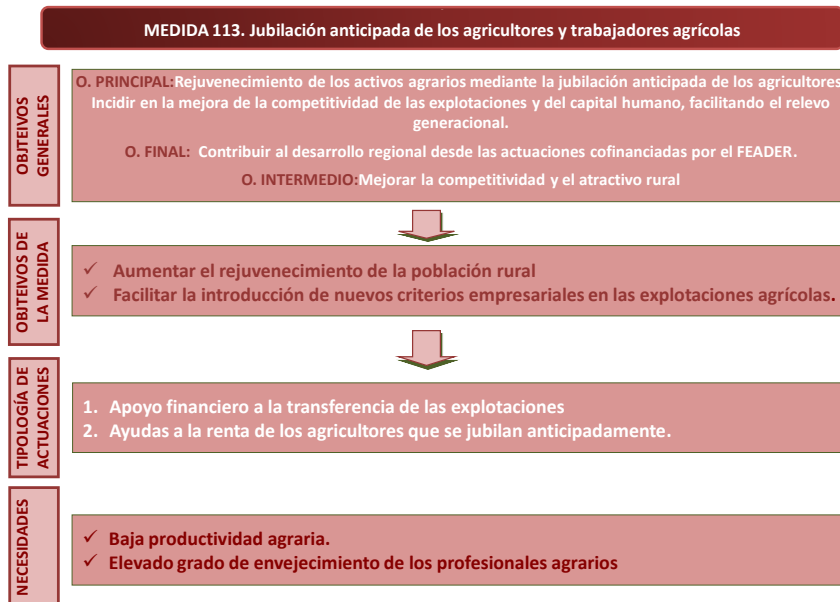 MEDIDA 113. Jubilación anticipada de los agricultores y trabajadores agrícolas
OBJTEIVOS
GENERALES
O. PRINCIPAL:Rejuvenecimiento de los activos agrarios mediante la jubilación anticipada de los agricultores
Incidir en la mejora de la competitividad de las explotaciones y del capital humano, facilitando el relevo
generacional.
O. FINAL: Contribuir al desarrollo regional desde las actuaciones cofinanciadas por el FEADER.
O. INTERMEDIO:Mejorar la competitividad y el atractivo rural
OBJTEIVOS DE
LA MEDIDA
✓ Aumentar el rejuvenecimiento de la población rural
✓ Facilitar la introducción de nuevos criterios empresariales en las explotaciones agrícolas.
TIPOLOGÍA DE
ACTUACIONES
1. Apoyo financiero a la transferencia de las explotaciones
2. Ayudas a la renta de los agricultores que se jubilan anticipadamente.
NECESIDADES
✓ Baja productividad agraria.
✓ Elevado grado de envejecimiento de los profesionales agrarios